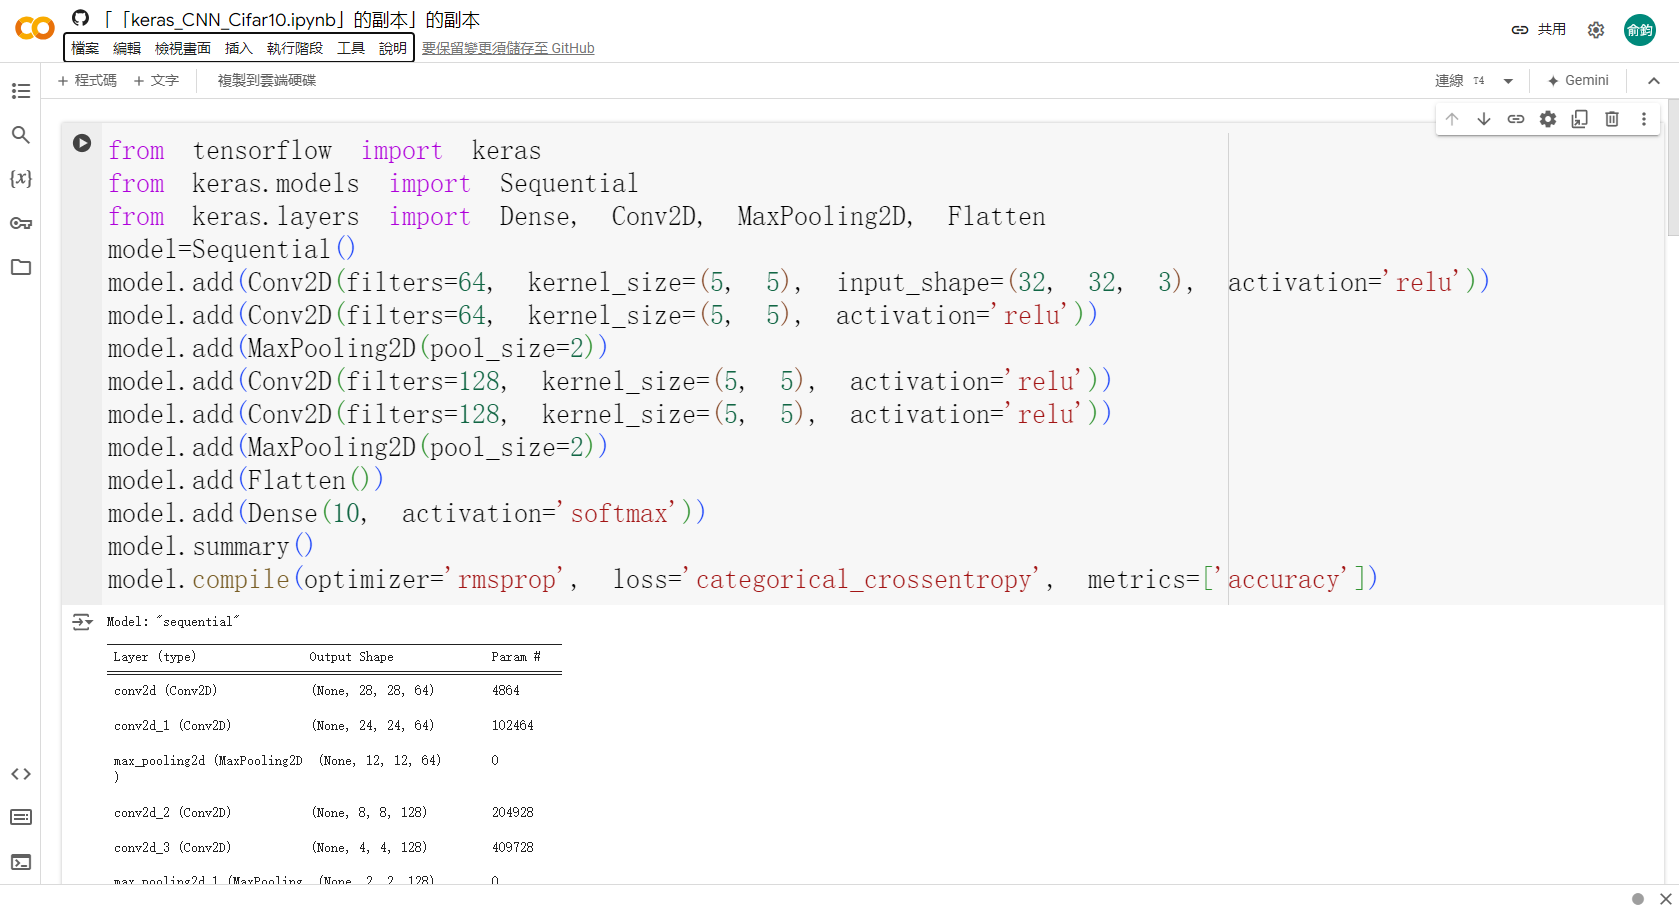 「「keras_CNN_Cifar10.ipynb」的副本」的副本
檔案 編輯 檢視畫面 插入 執行階段 工具 說明 要保留變更須儲存至 GitHub
共用
俞鈞
+ 程式碼 + 文字 複製到雲端硬碟
連線 T4
Gemini
from tensorflow import keras
from keras.models import Sequential
from keras.layers import Dense, Conv2D, MaxPooling2D, Flatten
model=Sequential()
model.add(Conv2D(filters=64, kernel_size=(5, 5), input_shape=(32, 32, 3), activation='relu'))
model.add(Conv2D(filters=64, kernel_size=(5, 5), activation='relu'))
model.add(MaxPooling2D(pool_size=2))
model.add(Conv2D(filters=128, kernel_size=(5, 5), activation='relu'))
model.add(Conv2D(filters=128, kernel_size=(5, 5), activation='relu'))
model.add(MaxPooling2D(pool_size=2))
model.add(Flatten())
model.add(Dense(10, activation='softmax'))
model.summary()
model.compile(optimizer='rmsprop', loss='categorical_crossentropy', metrics=['accuracy'])
Model: "sequential"
Layer (type) Output Shape Param #
conv2d (Conv2D) (None, 28, 28, 64) 4864
conv2d_1 (Conv2D) (None, 24, 24, 64) 102464
max_pooling2d (MaxPooling2D (None, 12, 12, 64) 0
)
conv2d_2 (Conv2D) (None, 8, 8, 128) 204928
conv2d_3 (Conv2D) (None, 4, 4, 128) 409728
max_pooling2d_1 (MaxPooling (None, 2, 2, 128) 0